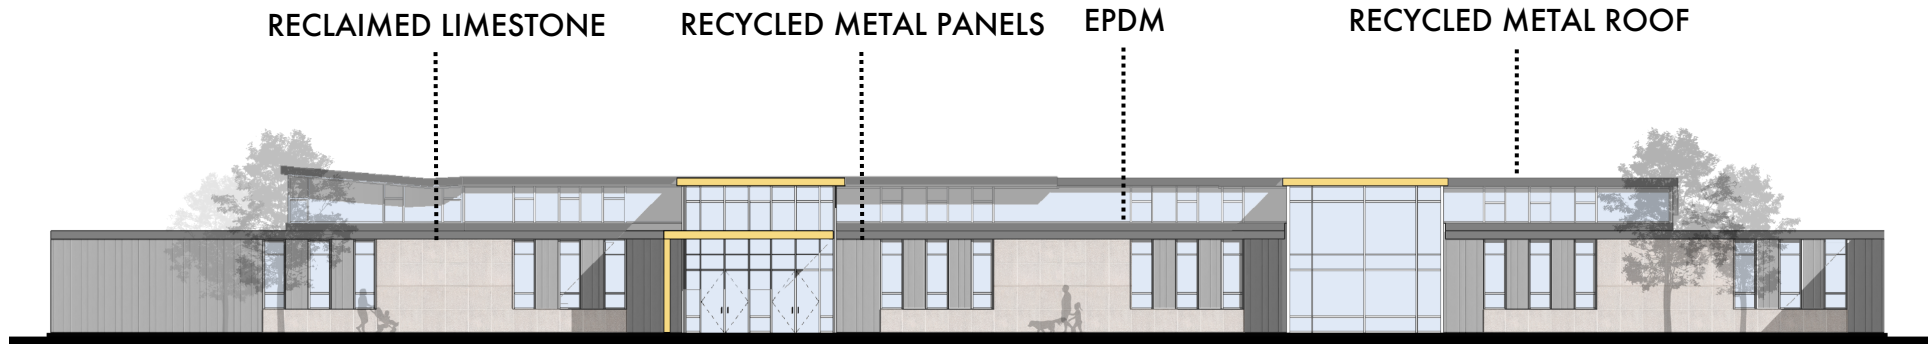 RECLAIMED LIMESTONE
RECYCLED METAL PANELS
EPDM
RECYCLED METAL ROOF